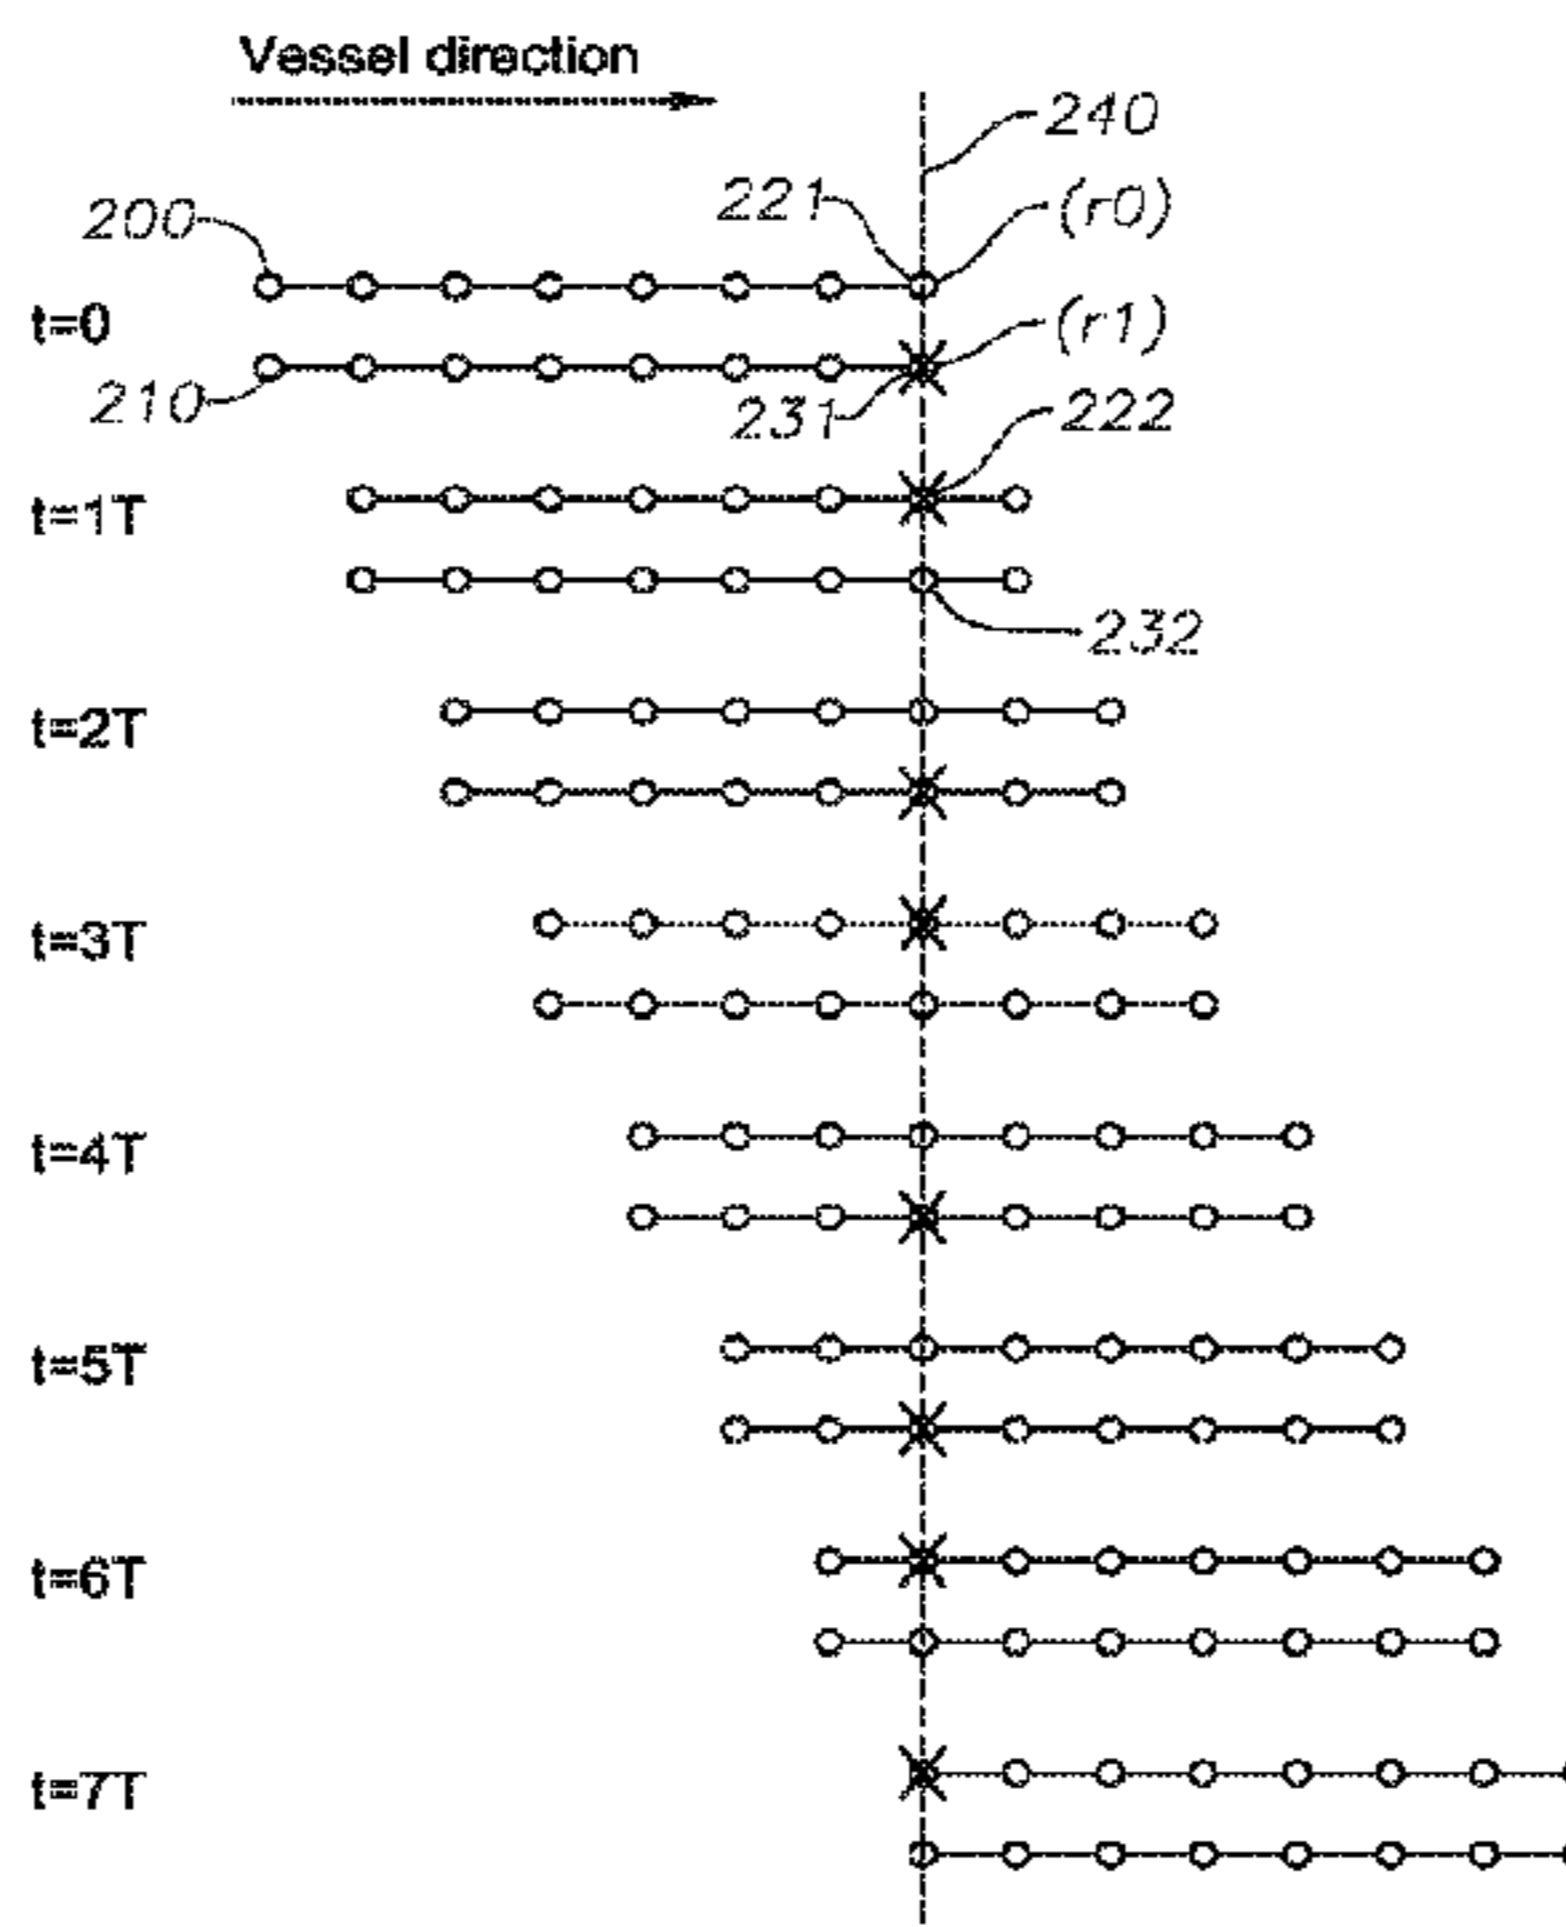 Vessel direction
240
200
221
(r0)
t=0
(r1)
210
231
222
t=1T
232
t=2T
t=3T
t=4T
t=5T
t=6T
t=7T